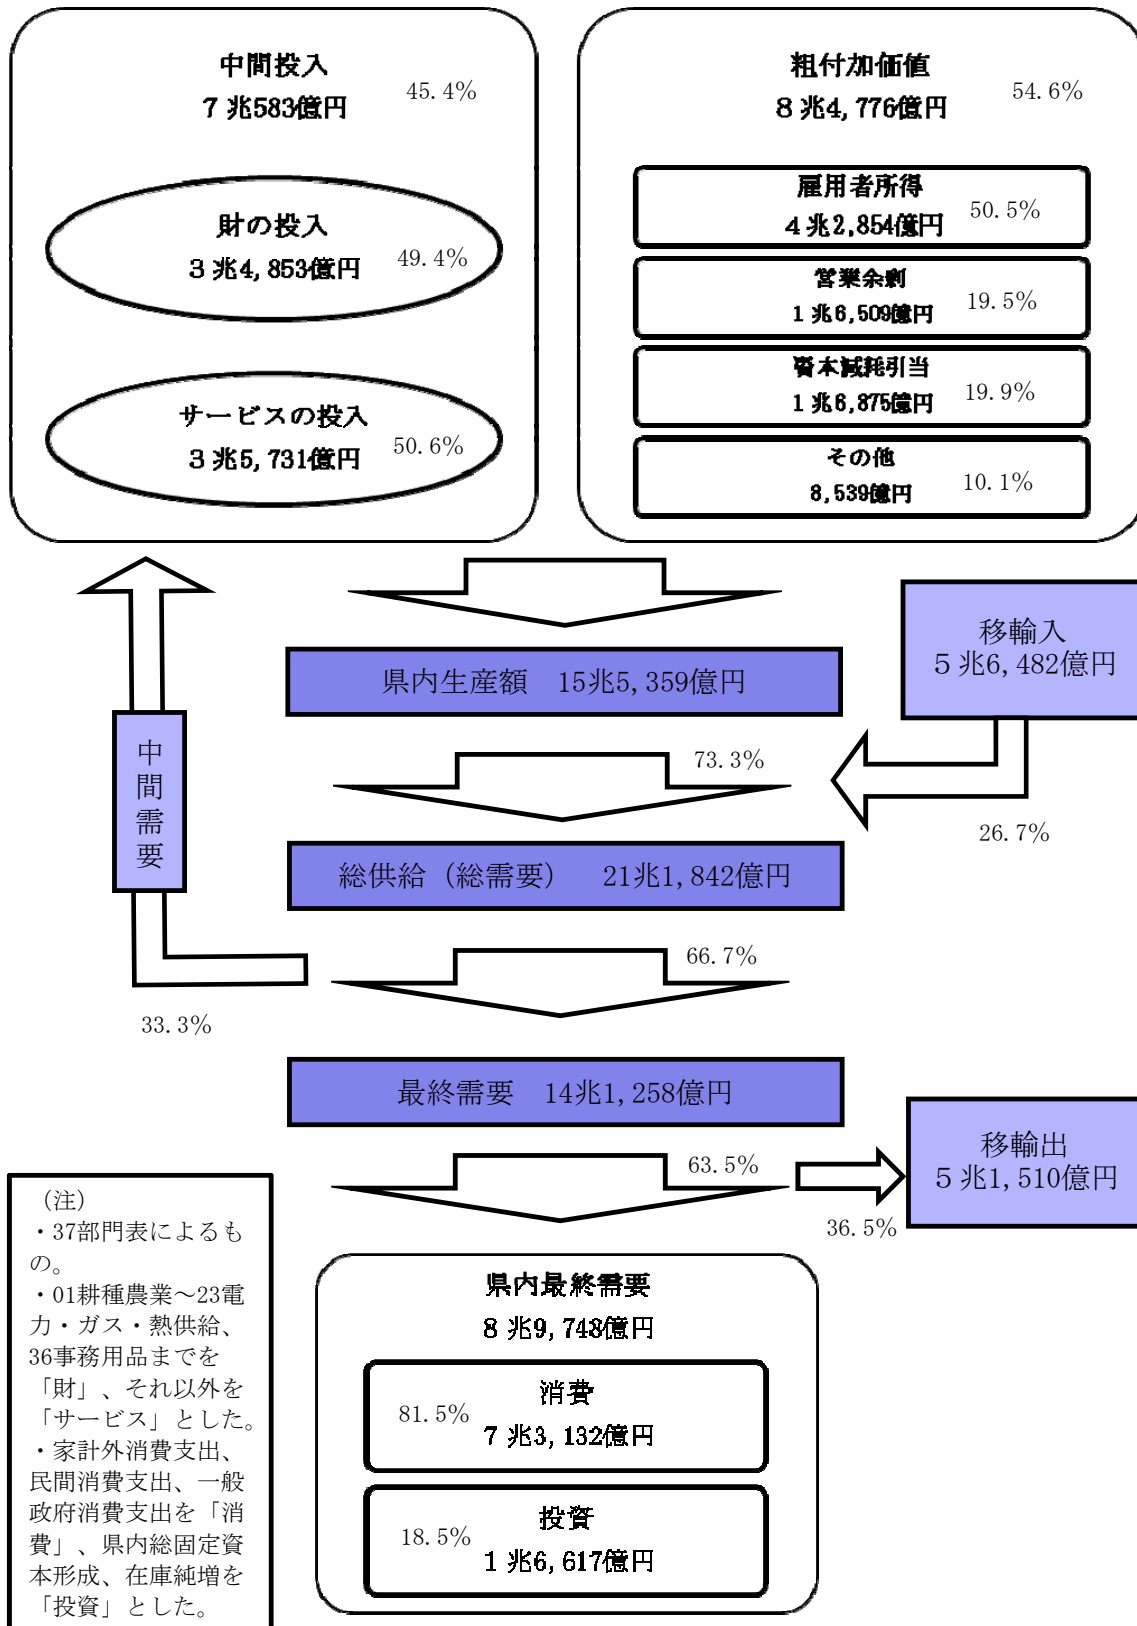 中間投入
７兆583億円
45.4%
財の投入
３兆4,853億円
49.4%
サービスの投入
３兆5,731億円
50.6%
粗付加価値
８兆4,776億円
54.6%
雇用者所得
４兆2,854億円
50.5%
営業余剰
１兆6,509億円
19.5%
資本減耗引当
１兆6,875億円
19.9%
その他
8,539億円
10.1%
県内生産額　15兆5,359億円
移輸入
５兆6,482億円
中間需要
73.3%
26.7%
総供給（総需要）　21兆1,842億円
66.7%
33.3%
最終需要　14兆1,258億円
63.5%
移輸出
５兆1,510億円
36.5%
県内最終需要
８兆9,748億円
消費
81.5%
７兆3,132億円
投資
18.5%
１兆6,617億円
（注）
・37部門表によるも
の。
・01耕種農業～23電
力・ガス・熱供給、
36事務用品までを
「財」、それ以外を
「サービス」とした。
・家計外消費支出、
民間消費支出、一般
政府消費支出を「消
費」、県内総固定資
本形成、在庫純増を
「投資」とした。